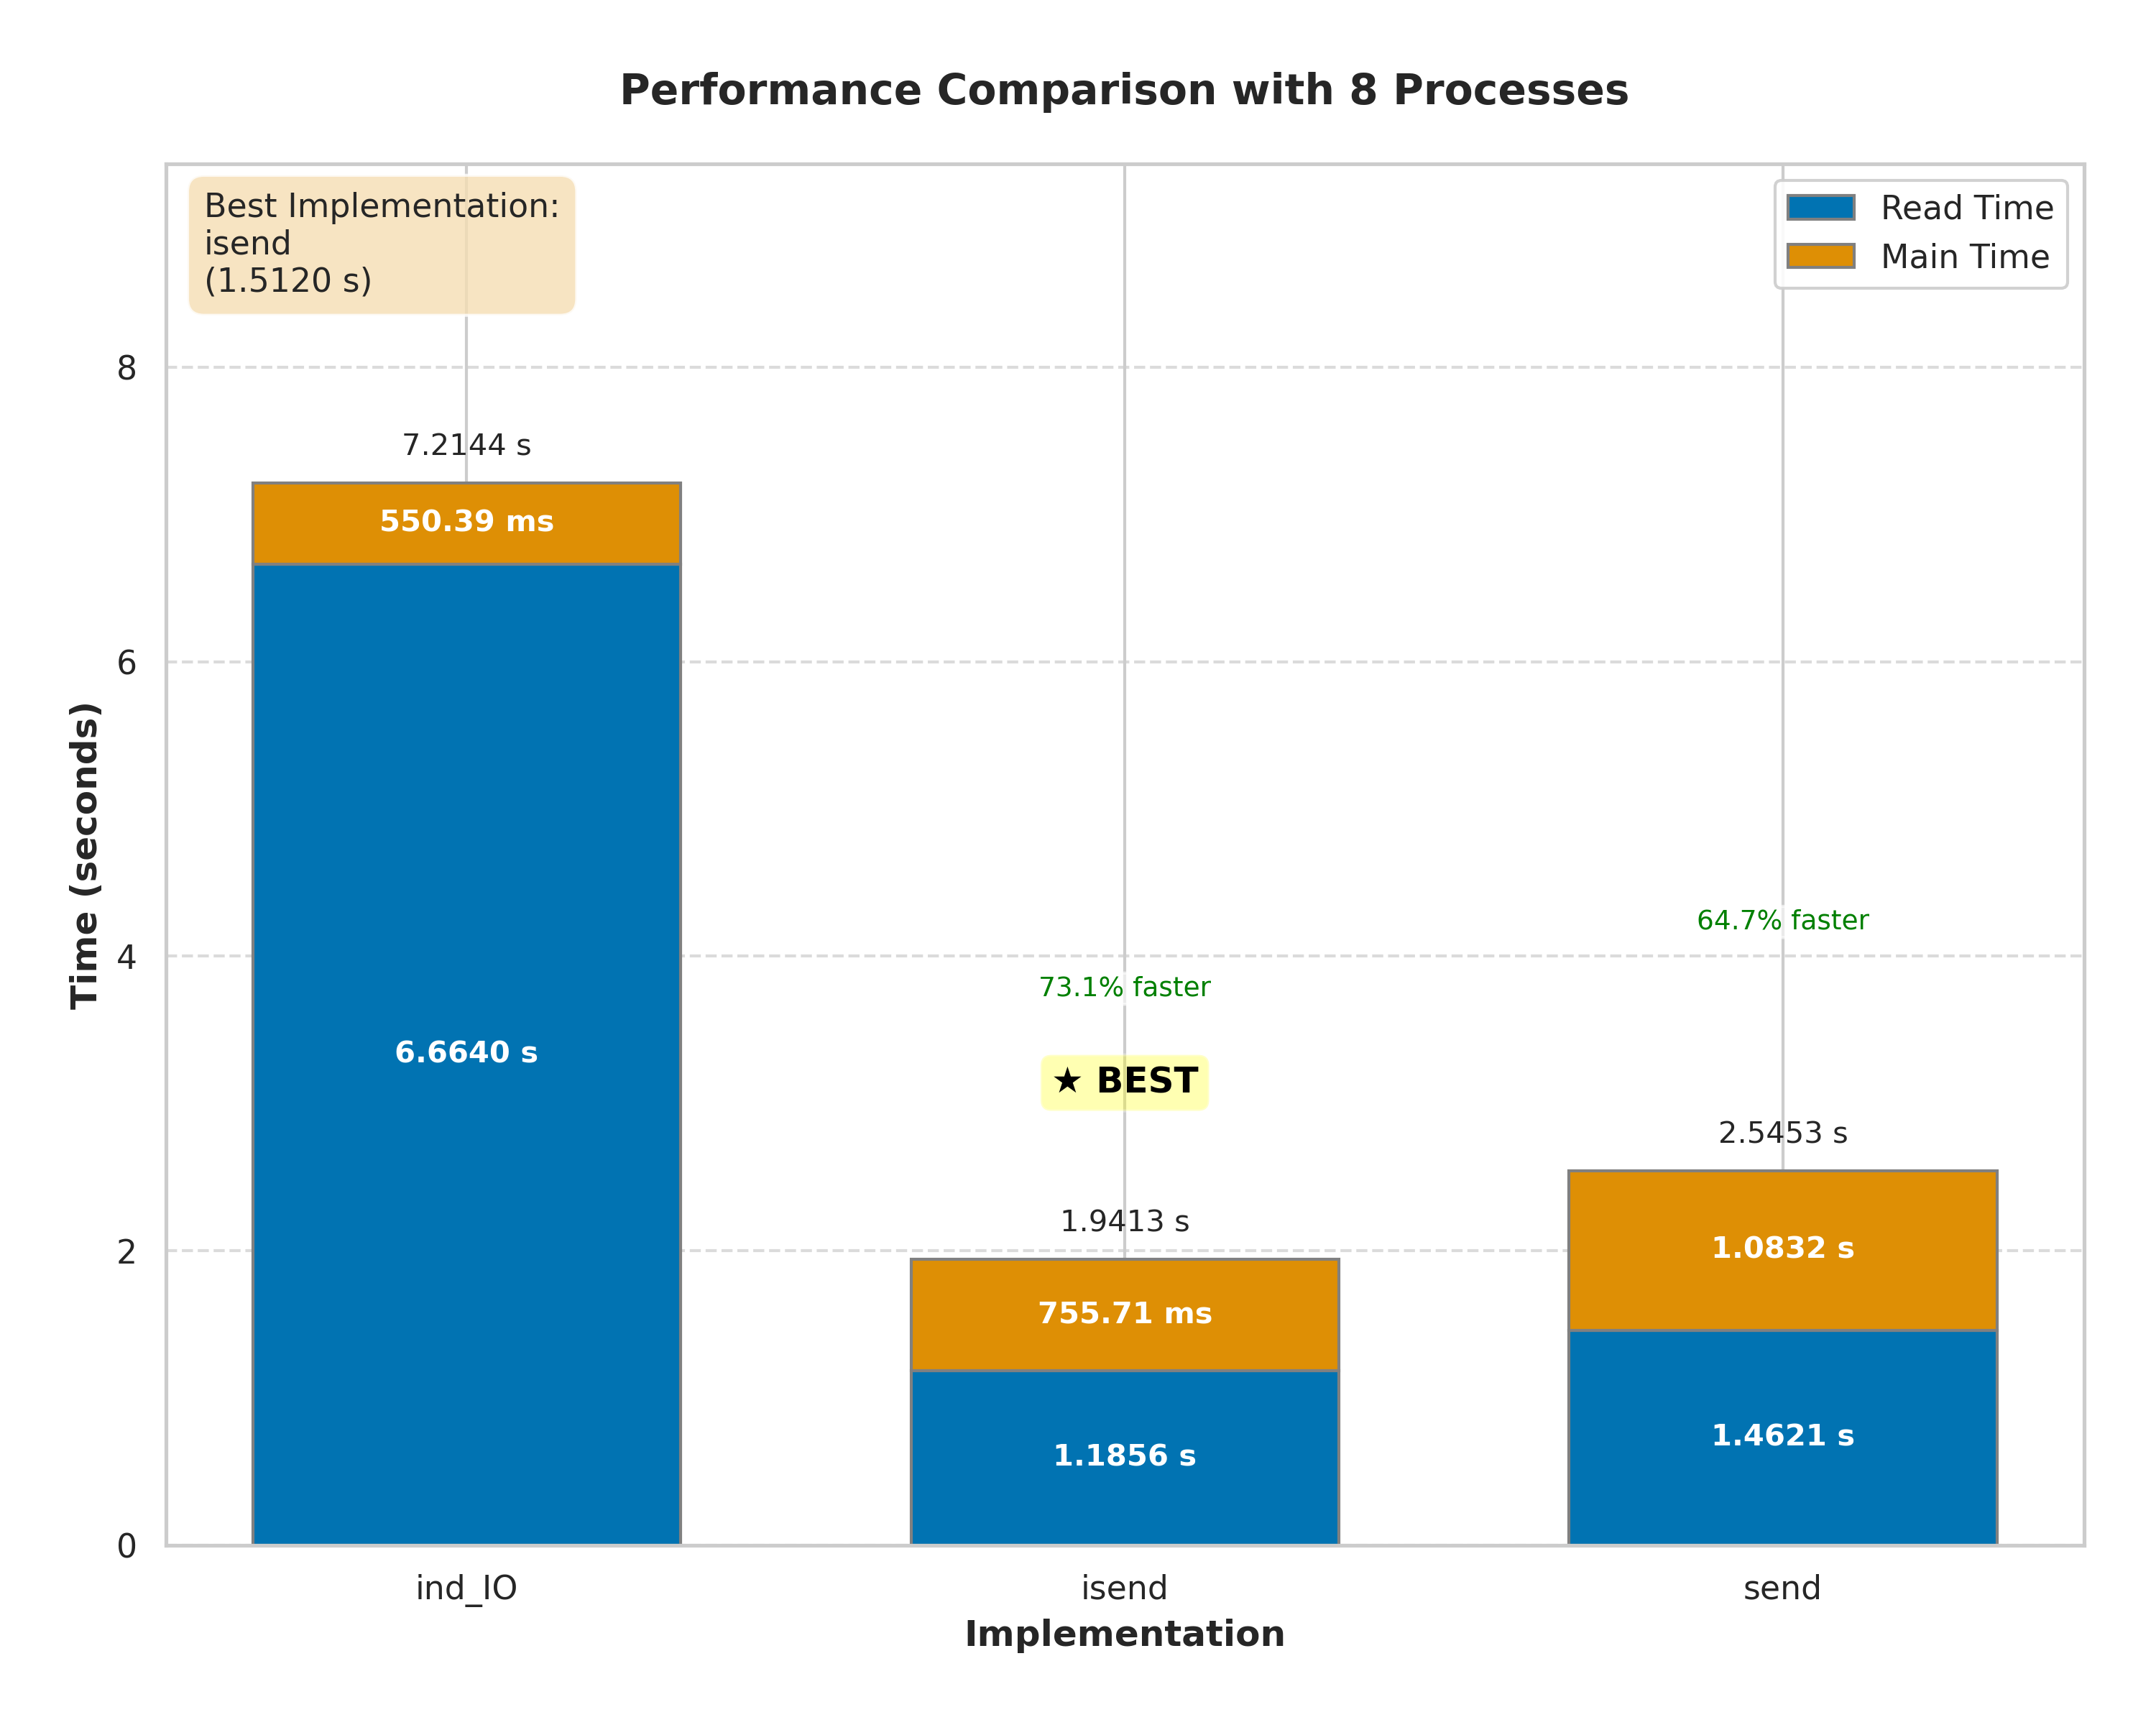 Performance Comparison with 8 Processes
Best Implementation:
isend
(1.5120 s)
Read Time
Main Time
8
7.2144 s
550.39 ms
6
Time (seconds)
64.7% faster
4
73.1% faster
6.6640 s
★ BEST
2.5453 s
1.9413 s
2
1.0832 s
755.71 ms
1.4621 s
1.1856 s
0
ind_IO
isend
send
Implementation